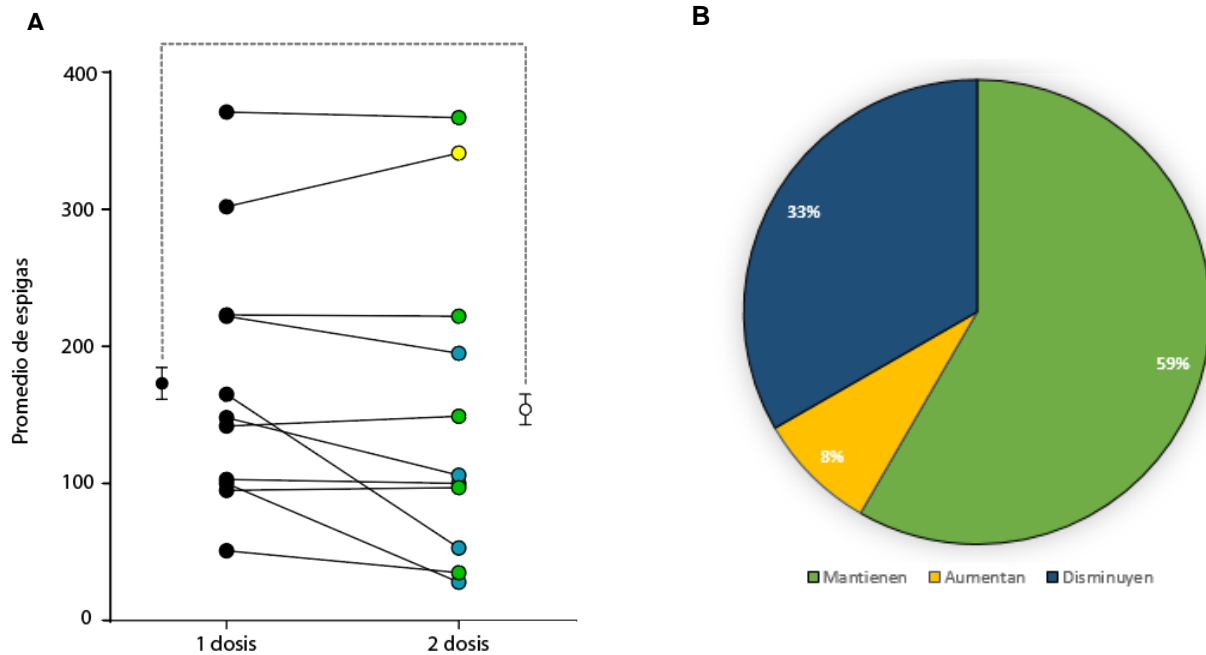 A
400
300
200
100
0
Promedio de espigas
1 dosis
2 dosis
B
33%
59%
8%
Mantienen Aumentan Disminuyen